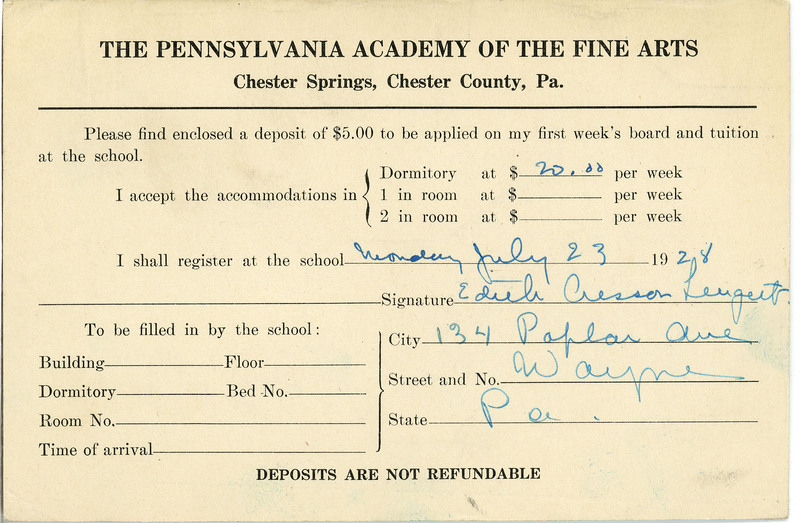 THE PENNSYLVANIA ACADEMY OF THE FINE ARTS
Chester Springs, Chester County, Pa.
Please find enclosed a deposit of $5.00 to be applied on my first week's board and tuition
at the school.
I accept the accommodations in
Dormitory at $ 20.00 per week
1 in room at $ per week
2 in room at $ per week
I shall register at the school Monday July 23 1928
Signature Edith Cresson
To be filled in by the school:
Building Floor
Dormitory Bed No.
Room No.
Time of arrival
City 134 Poplar Ave
Street and No. Wayne
State Pa.
DEPOSITS ARE NOT REFUNDABLE